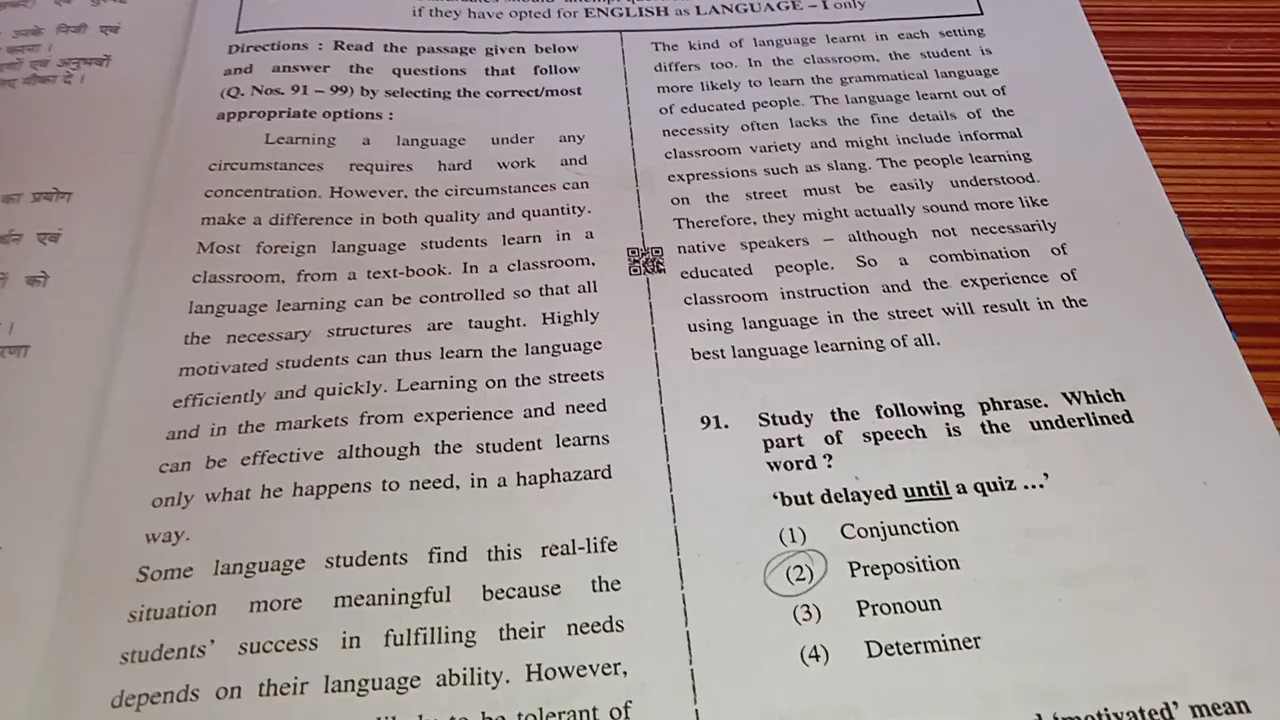 उनके निजी एवं
if they have opted for ENGLISH as LANGUAGE – I only
का प्रयोग
एवं
को
Directions : Read the passage given below
and answer the questions that follow
(Q. Nos. 91 – 99) by selecting the correct/most
appropriate options :
Learning a language under any
circumstances requires hard work and
concentration. However, the circumstances can
make a difference in both quality and quantity.
Most foreign language students learn in a
classroom, from a text-book. In a classroom,
language learning can be controlled so that all
the necessary structures are taught. Highly
motivated students can thus learn the language
efficiently and quickly. Learning on the streets
and in the markets from experience and need
can be effective although the student learns
only what he happens to need, in a haphazard
way.
Some language students find this real-life
situation more meaningful because the
students’ success in fulfilling their needs
depends on their language ability. However,
be tolerant of
The kind of language learnt in each setting
differs too. In the classroom, the student is
more likely to learn the grammatical language
of educated people. The language learnt out of
necessity often lacks the fine details of the
classroom variety and might include informal
expressions such as slang. The people learning
on the street must be easily understood.
Therefore, they might actually sound more like
native speakers – although not necessarily
educated people. So a combination of
classroom instruction and the experience of
using language in the street will result in the
best language learning of all.
91. Study the following phrase. Which
part of speech is the underlined
word ?
‘but delayed until a quiz ...’
(1) Conjunction
(2) Preposition
(3) Pronoun
(4) Determiner
‘motivated’ mean